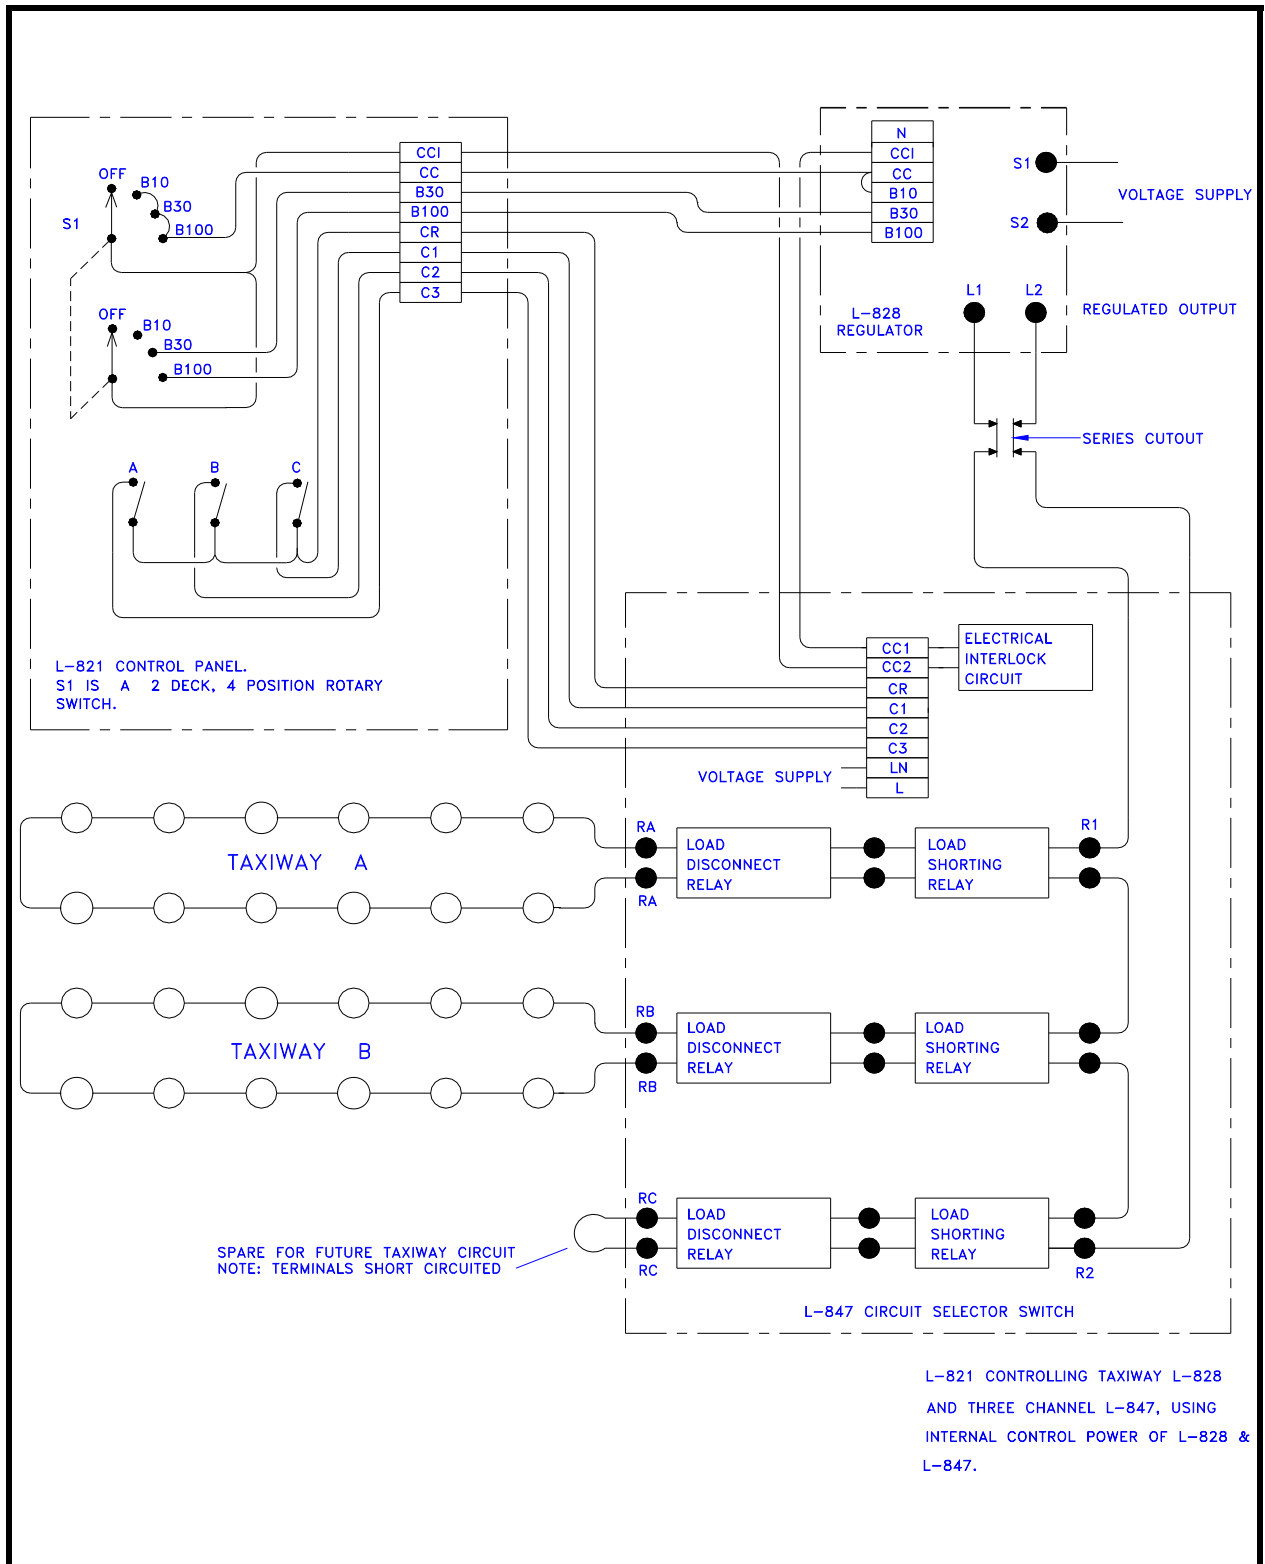 OFF
B10
B30
B100
S1
OFF
B10
B30
B100
A B C
L-821 CONTROL PANEL.
S1 IS A 2 DECK, 4 POSITION ROTARY
SWITCH.
CCI
CC
B30
B100
CR
C1
C2
C3
N
CCI
CC
B10
B30
B100
S1
S2
VOLTAGE SUPPLY
L1 L2
L-828
REGULATOR
REGULATED OUTPUT
SERIES CUTOUT
CC1
CC2
CR
C1
C2
C3
LN
L
ELECTRICAL
INTERLOCK
CIRCUIT
VOLTAGE SUPPLY
TAXIWAY A
RA
RA
LOAD
DISCONNECT
RELAY
LOAD
SHORTING
RELAY
R1
TAXIWAY B
RB
RB
LOAD
DISCONNECT
RELAY
LOAD
SHORTING
RELAY
SPARE FOR FUTURE TAXIWAY CIRCUIT
NOTE: TERMINALS SHORT CIRCUITED
RC
RC
LOAD
DISCONNECT
RELAY
LOAD
SHORTING
RELAY
R2
L-847 CIRCUIT SELECTOR SWITCH
L-821 CONTROLLING TAXIWAY L-828
AND THREE CHANNEL L-847, USING
INTERNAL CONTROL POWER OF L-828 &
L-847.